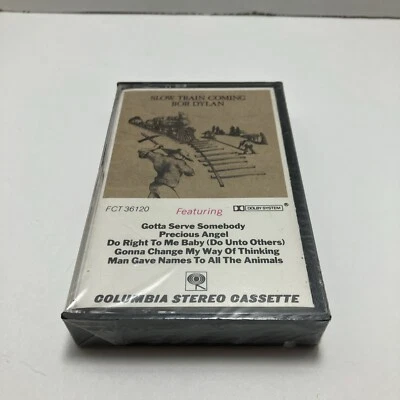 SLOW TRAIN COMING
BOB DYLAN
FCT 36120
Featuring
DOLBY SYSTEM ®
Gotta Serve Somebody
Precious Angel
Do Right To Me Baby (Do Unto Others)
Gonna Change My Way Of Thinking
Man Gave Names To All The Animals
COLUMBIA STEREO CASSETTE